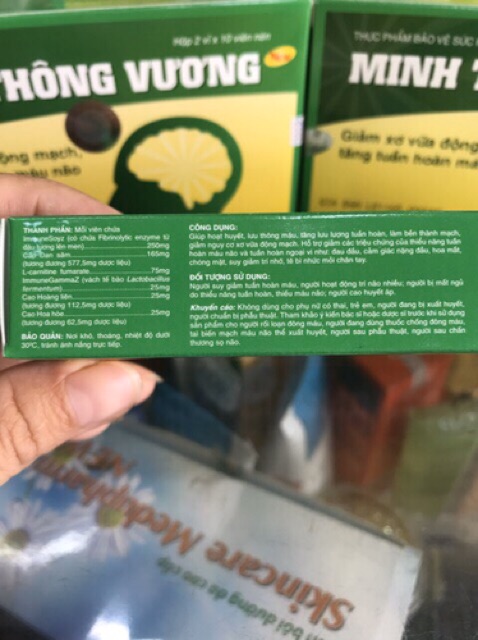 Hộp 2 vỉ x 10 viên nén
THÔNG VƯƠNG
New
động mạch,
máu não
THỰC PHẨM BẢO VỆ SỨC
MINH
Giảm xơ vữa động
tăng tuần hoàn má
THÀNH PHẦN: Mỗi viên chứa
ImmuneSoyz (có chứa Fibrinolytic enzyme từ
đậu tương lên men) 250mg
Cao Đan sâm 165mg
(tương đương 577,5mg dược liệu)
L-carnitine fumarate 75mg
ImmuneGammaZ (vách tế bào Lactobacillus
fermentum) 25mg
Cao Hoàng liên 25mg
(tương đương 112,5mg dược liệu)
Cao Hoa hòe 25mg
(tương đương 62,5mg dược liệu)
BẢO QUẢN: Nơi khô, thoáng, nhiệt độ dưới
30°C, tránh ánh nắng trực tiếp.
CÔNG DỤNG:
Giúp hoạt huyết, lưu thông máu, tăng lưu lượng tuần hoàn, làm bền thành mạch,
giảm nguy cơ xơ vữa động mạch. Hỗ trợ giảm các triệu chứng của thiểu năng tuần
hoàn máu não và tuần hoàn ngoại vi như: đau đầu, cảm giác nặng đầu, hoa mắt,
chóng mặt, suy giảm trí nhớ, tê bì nhức mỏi chân tay.
ĐỐI TƯỢNG SỬ DỤNG:
Người suy giảm tuần hoàn máu, người hoạt động trí não nhiều; người bị mất ngủ
do thiểu năng tuần hoàn, thiếu máu não; người cao huyết áp
Khuyến cáo: Không dùng cho phụ nữ có thai, trẻ em, người đang bị xuất huyết,
người chuẩn bị phẫu thuật. Tham khảo ý kiến bác sĩ hoặc dược sĩ trước khi sử dụng
sản phẩm cho người rối loạn đông máu, người đang dùng thuốc chống đông máu,
tai biến mạch máu não thể xuất huyết, người sau phẫu thuật, người sau chấn
thương sọ não.
bồi dưỡng da cao cấp
Skincare Mediphar
NEW